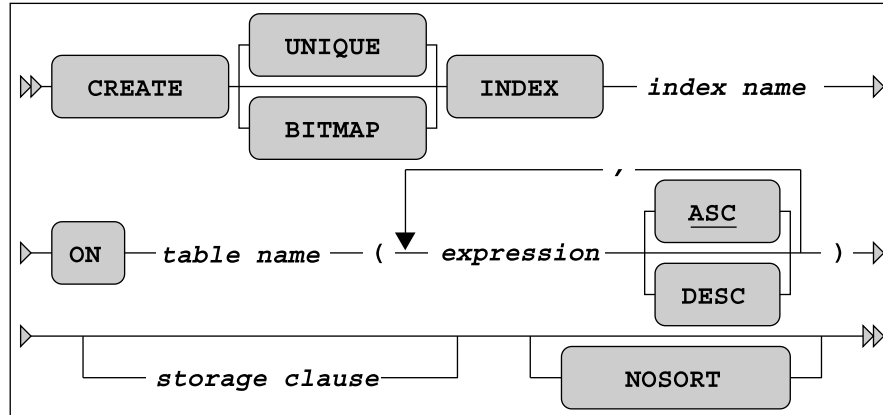 UNIQUE
CREATE INDEX index name
BITMAP
,
ASC
ON table name ( expression )
DESC
storage clause
NOSORT